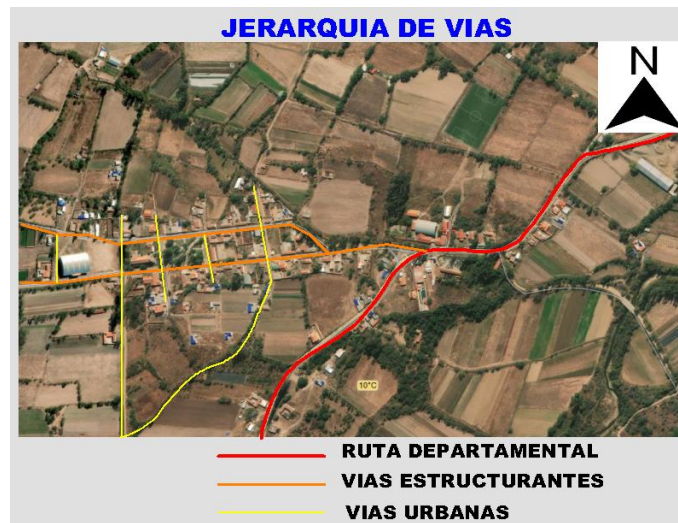 JERARQUIA DE VIAS
N
10°C
RUTA DEPARTAMENTAL
VIAS ESTRUCTURANTES
VIAS URBANAS